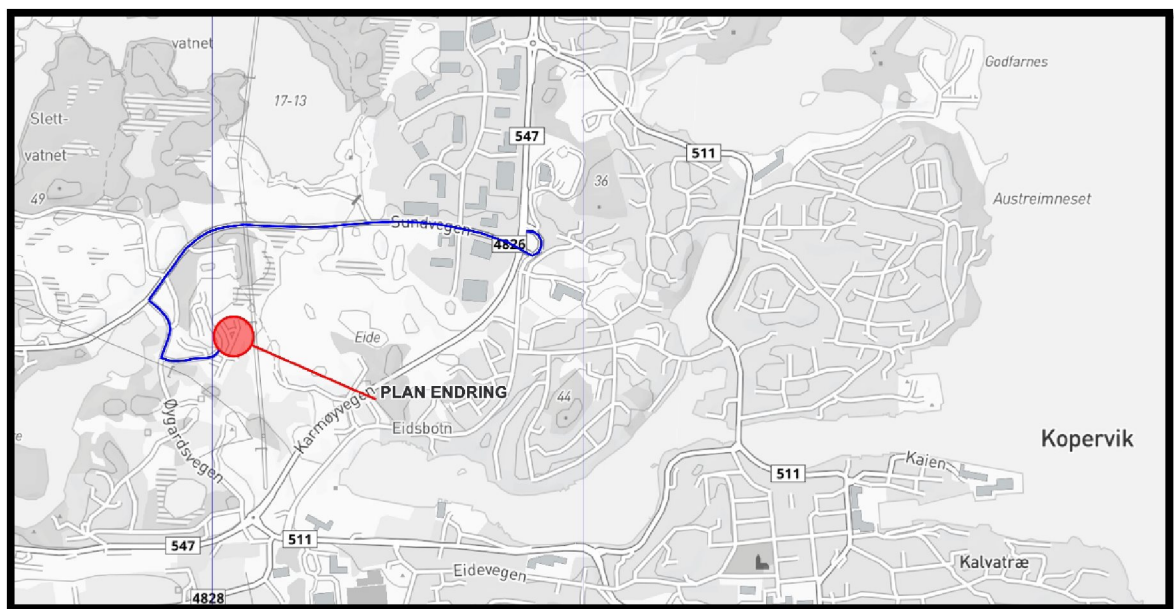 vatnet
Godfarnes
17-13
Slett-
vatnet
547
511
36
49
Austreimneset
Sundvegen
4826
Eide
PLAN ENDRING
44
Karmøyvegen
Øygardsvegen
Eidsbotn
Kopervik
Kaien
511
547
511
Eidevegen
Kalvatræ
4828